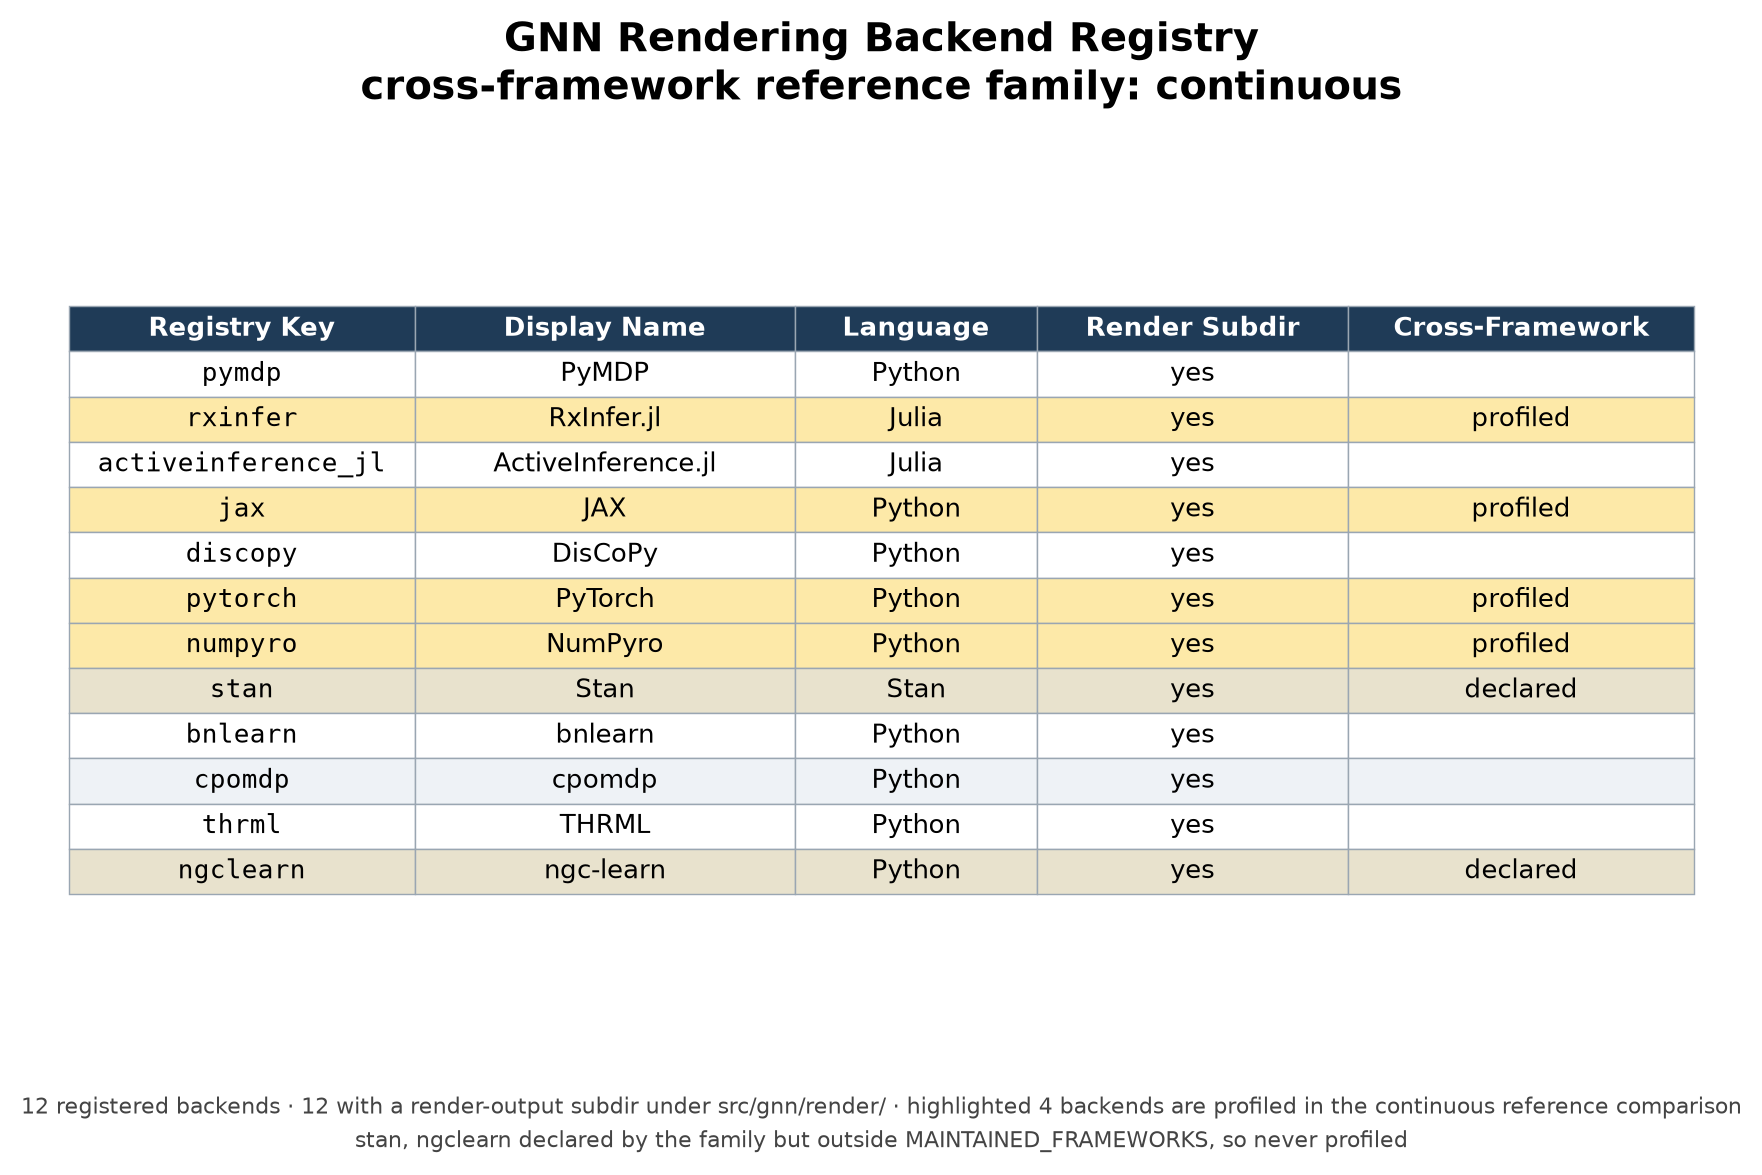 GNN Rendering Backend Registry
cross-framework reference family: continuous
Registry Key Display Name Language Render Subdir Cross-Framework
pymdp PyMDP Python yes
rxinfer RxInfer.jl Julia yes profiled
activeinference_jl ActiveInference.jl Julia yes
jax JAX Python yes profiled
discopy DisCoPy Python yes
pytorch PyTorch Python yes profiled
numpyro NumPyro Python yes profiled
stan Stan Stan yes declared
bnlearn bnlearn Python yes
cpomdp cpomdp Python yes
thrml THRML Python yes
ngclearn ngc-learn Python yes declared
12 registered backends · 12 with a render-output subdir under src/gnn/render/ · highlighted 4 backends are profiled in the continuous reference comparison
stan, ngclearn declared by the family but outside MAINTAINED_FRAMEWORKS, so never profiled